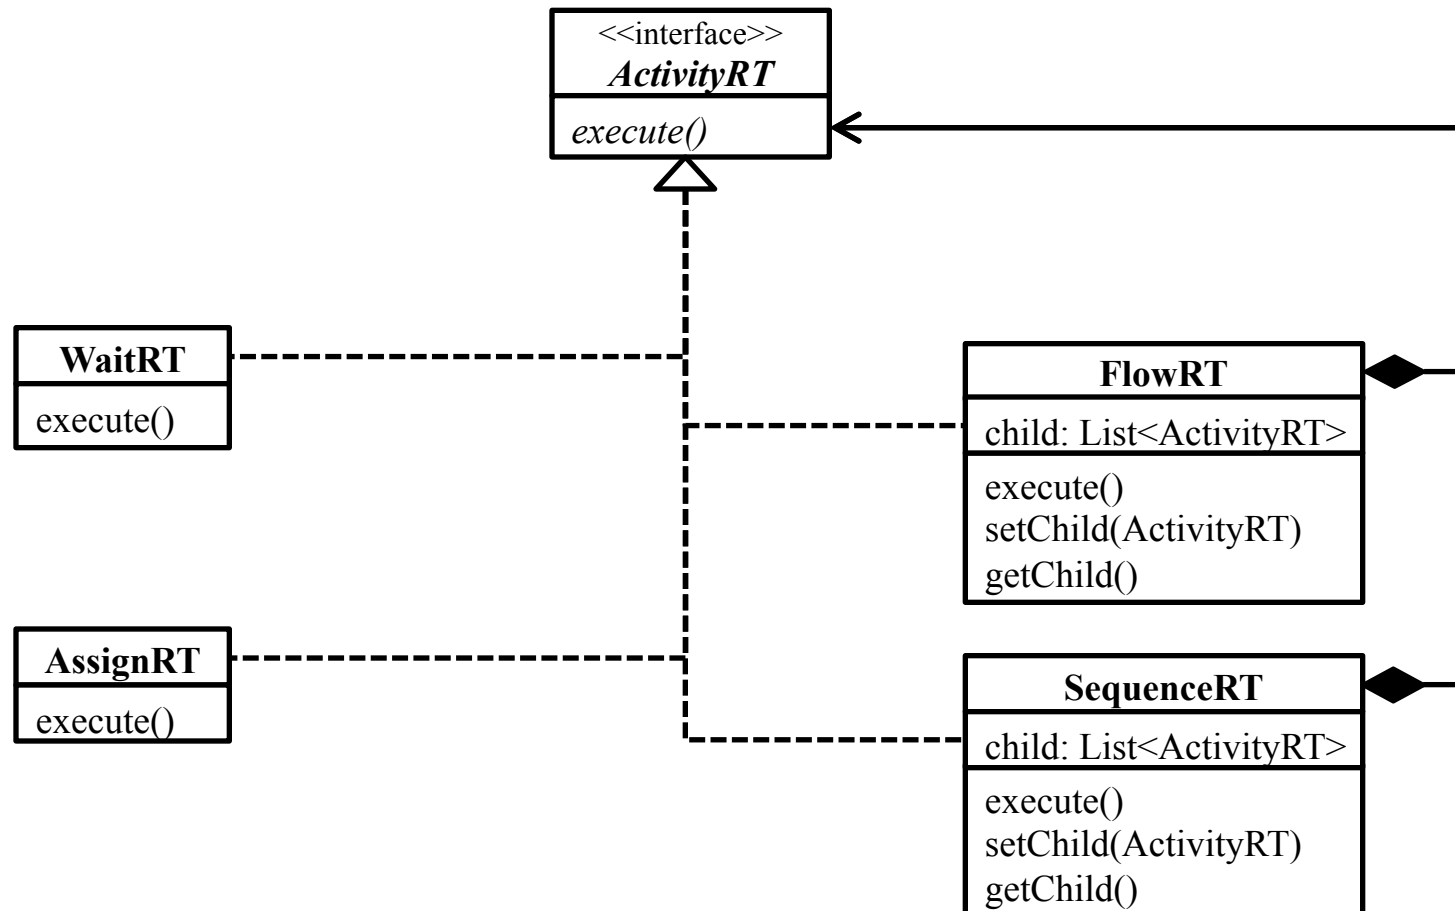 <<interface>>
ActivityRT
execute()
WaitRT
execute()
FlowRT
child: List<ActivityRT>
execute()
setChild(ActivityRT)
getChild()
AssignRT
execute()
SequenceRT
child: List<ActivityRT>
execute()
setChild(ActivityRT)
getChild()